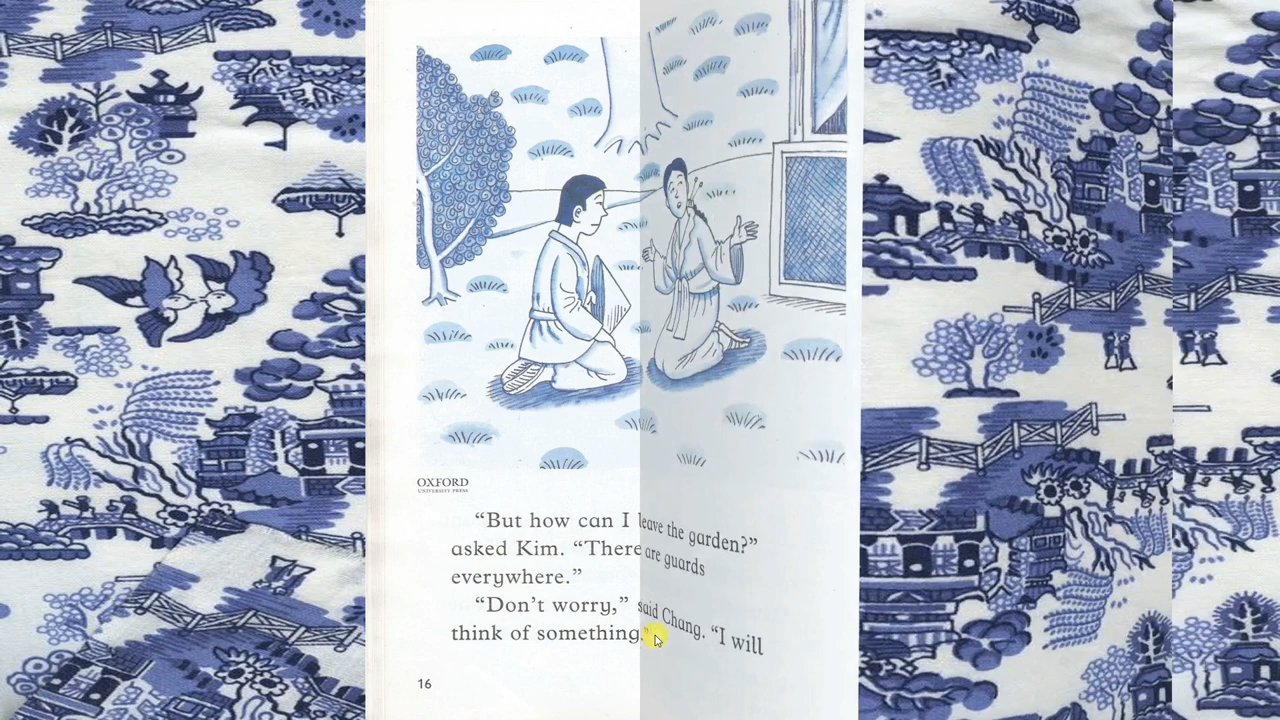 OXFORD
UNIVERSITY PRESS
“But how can I leave the garden?”
asked Kim. “There are guards
everywhere.”
“Don’t worry,” said Chang. “I will
think of something.”
16